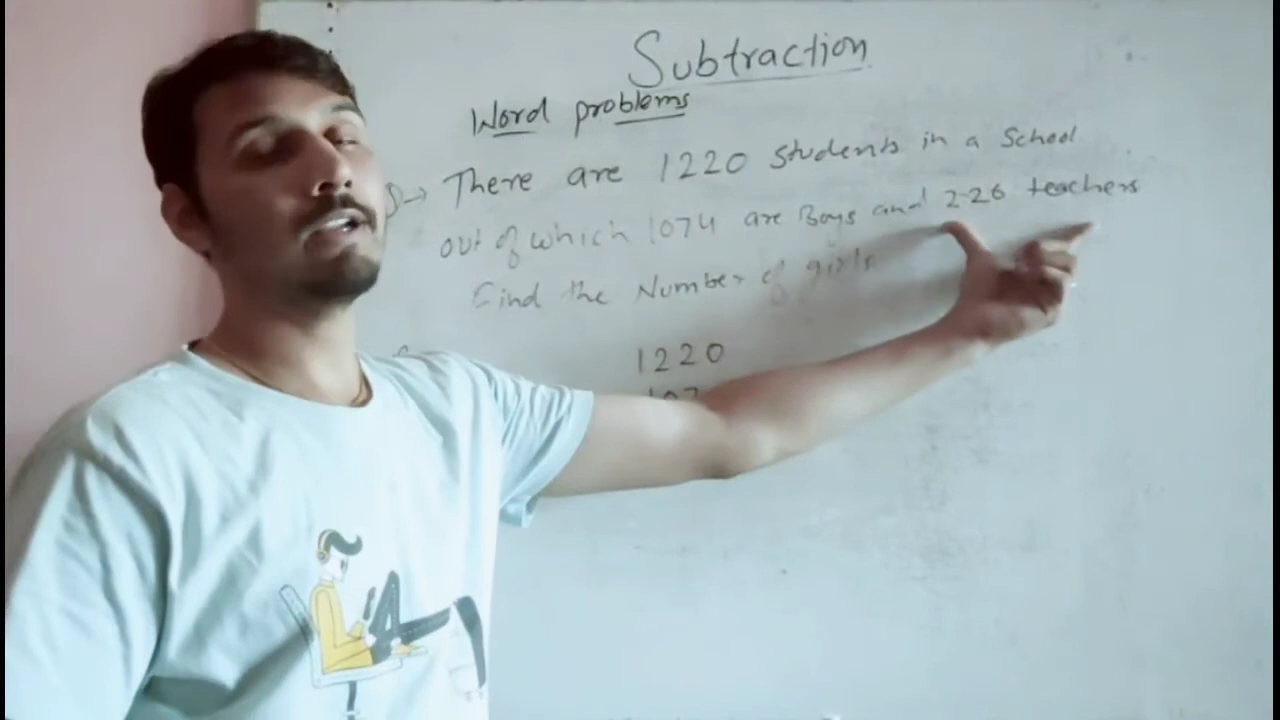 Subtraction
Word problems
There are 1220 students in a School
out of which 1074 are Boys and 226 teachers
Find the Number of girls
1220
107